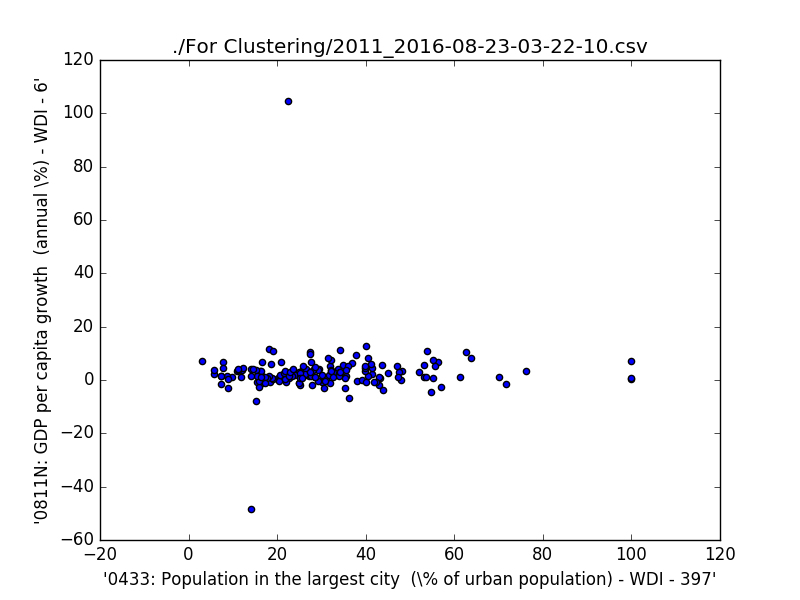 ./For Clustering/2011_2016-08-23-03-22-10.csv
120
100
80
60
40
20
0
−20
−40
−60
'0811N: GDP per capita growth  (annual \%) - WDI - 6'
−20 0 20 40 60 80 100 120
'0433: Population in the largest city  (\% of urban population) - WDI - 397'